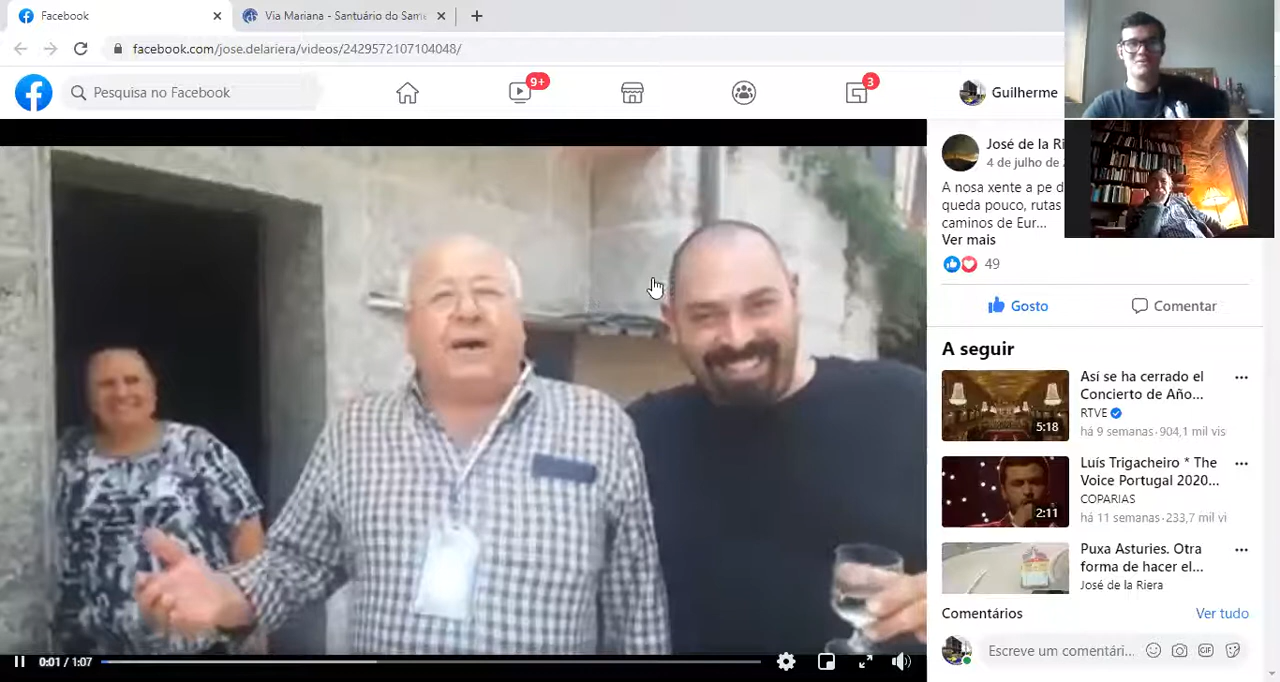 Facebook
Via Mariana - Santuário do Sam
facebook.com/jose.delariera/videos/2429572107104048/
Pesquisa no Facebook
9+
3
Guilherme
José de la Ri
4 de julho de
A nosa xente a pe d
queda pouco, rutas
caminos de Eur...
Ver mais
49
Gosto
Comentar
A seguir
Así se ha cerrado el
Concierto de Año...
RTVE
há 9 semanas · 904,1 mil vis
5:18
Luís Trigacheiro * The
Voice Portugal 2020...
COPARIAS
há 11 semanas · 233,7 mil vi
2:11
Puxa Asturies. Otra
forma de hacer el...
José de la Riera
Comentários
Ver tudo
Escreve um comentári...
GIF
0:01 / 1:07